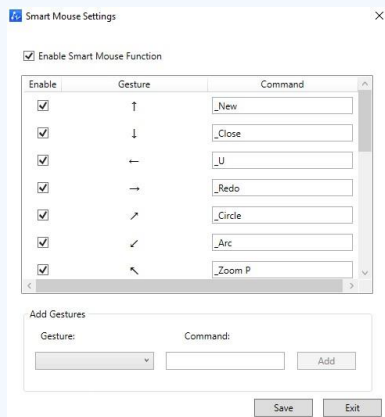 Smart Mouse Settings
Enable Smart Mouse Function
Enable Gesture Command
↑ _New
↓ _Close
← _U
→ _Redo
↗ _Circle
↙ _Arc
↖ _Zoom P
Add Gestures
Gesture: Command:
Add
Save Exit